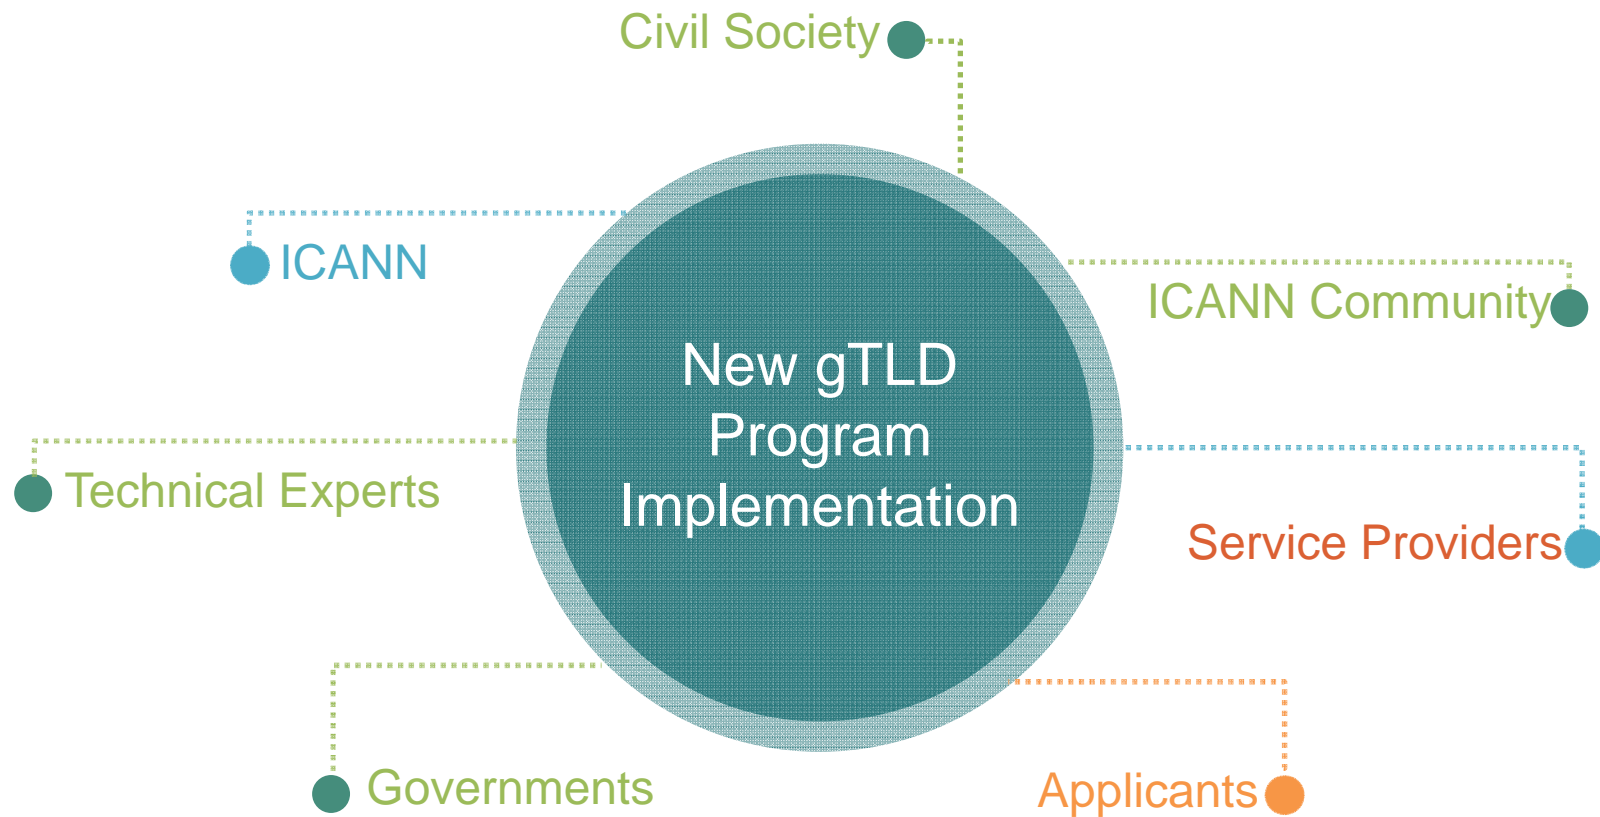 Civil Society
ICANN
ICANN Community
New gTLD
Program
Implementation
Technical Experts
Service Providers
Governments
Applicants